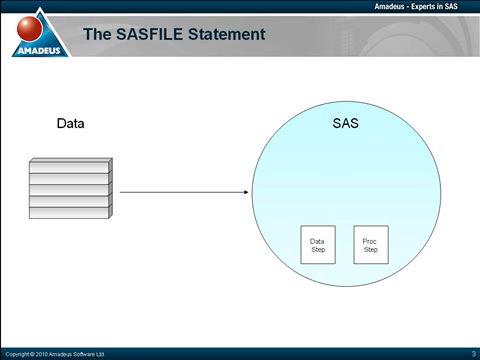 Amadeus - Experts in SAS
AMADEUS
The SASFILE Statement
Data
SAS
Data
Step
Proc
Step
Copyright © 2010 Amadeus Software Ltd
3